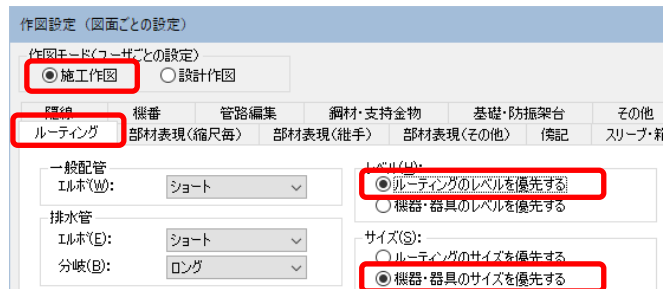 作図設定（図面ごとの設定）
作図モード(ユーザごとの設定)
施工作図 設計作図
隠線 機番 管路編集 鋼材・支持金物 基礎・防振架台 その他
ルーティング 部材表現(縮尺毎) 部材表現(継手) 部材表現(その他) 傍記 スリーブ・箱
一般配管
エルボ(W): ショート
排水管
エルボ(E): ショート
分岐(B): ロング
レベル(H):
ルーティングのレベルを優先する
機器・器具のレベルを優先する
サイズ(S):
ルーティングのサイズを優先する
機器・器具のサイズを優先する